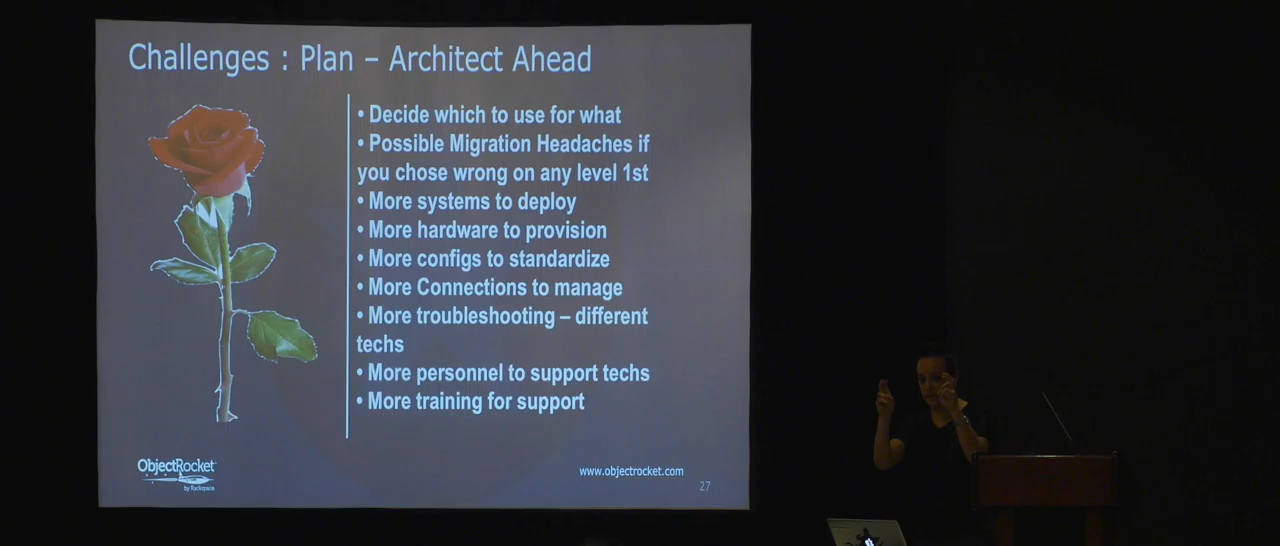 Challenges : Plan – Architect Ahead
• Decide which to use for what
• Possible Migration Headaches if
you chose wrong on any level 1st
• More systems to deploy
• More hardware to provision
• More configs to standardize
• More Connections to manage
• More troubleshooting – different
techs
• More personnel to support techs
• More training for support
ObjectRocket
by Rackspace
www.objectrocket.com
27